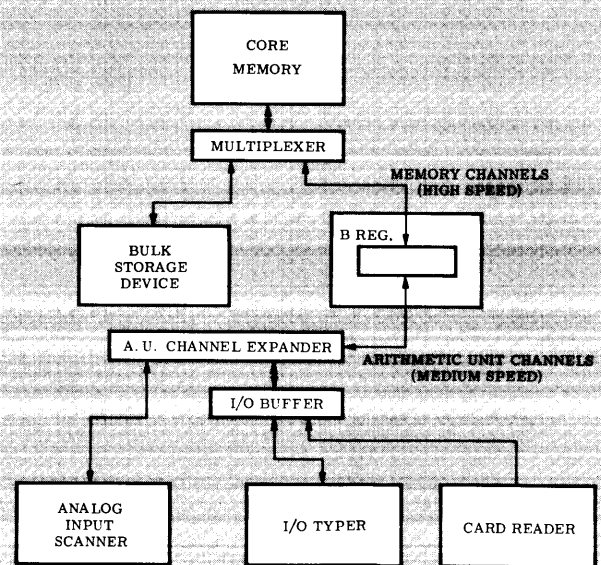 CORE
MEMORY
MULTIPLEXER
MEMORY CHANNELS
(HIGH SPEED)
B REG.
BULK
STORAGE
DEVICE
A. U. CHANNEL EXPANDER
ARITHMETIC UNIT CHANNELS
(MEDIUM SPEED)
I/O BUFFER
ANALOG
INPUT
SCANNER
I/O TYPER
CARD READER